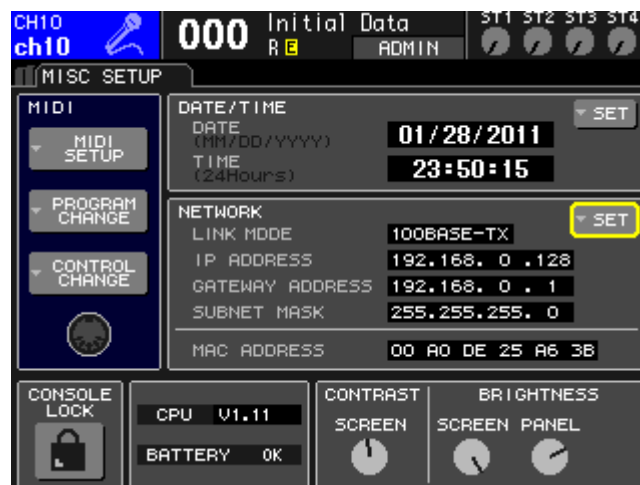 CH10
ch10
000
Initial Data
R E
ADMIN
ST1 ST2 ST3 ST4
MISC SETUP
MIDI
MIDI SETUP
PROGRAM CHANGE
CONTROL CHANGE
DATE/TIME
SET
DATE
(MM/DD/YYYY)
01/28/2011
TIME
(24Hours)
23:50:15
NETWORK
SET
LINK MODE 100BASE-TX
IP ADDRESS 192.168. 0 .128
GATEWAY ADDRESS 192.168. 0 . 1
SUBNET MASK 255.255.255. 0
MAC ADDRESS 00 A0 DE 25 A6 3B
CONSOLE LOCK
CPU V1.11
BATTERY OK
CONTRAST
SCREEN
BRIGHTNESS
SCREEN PANEL